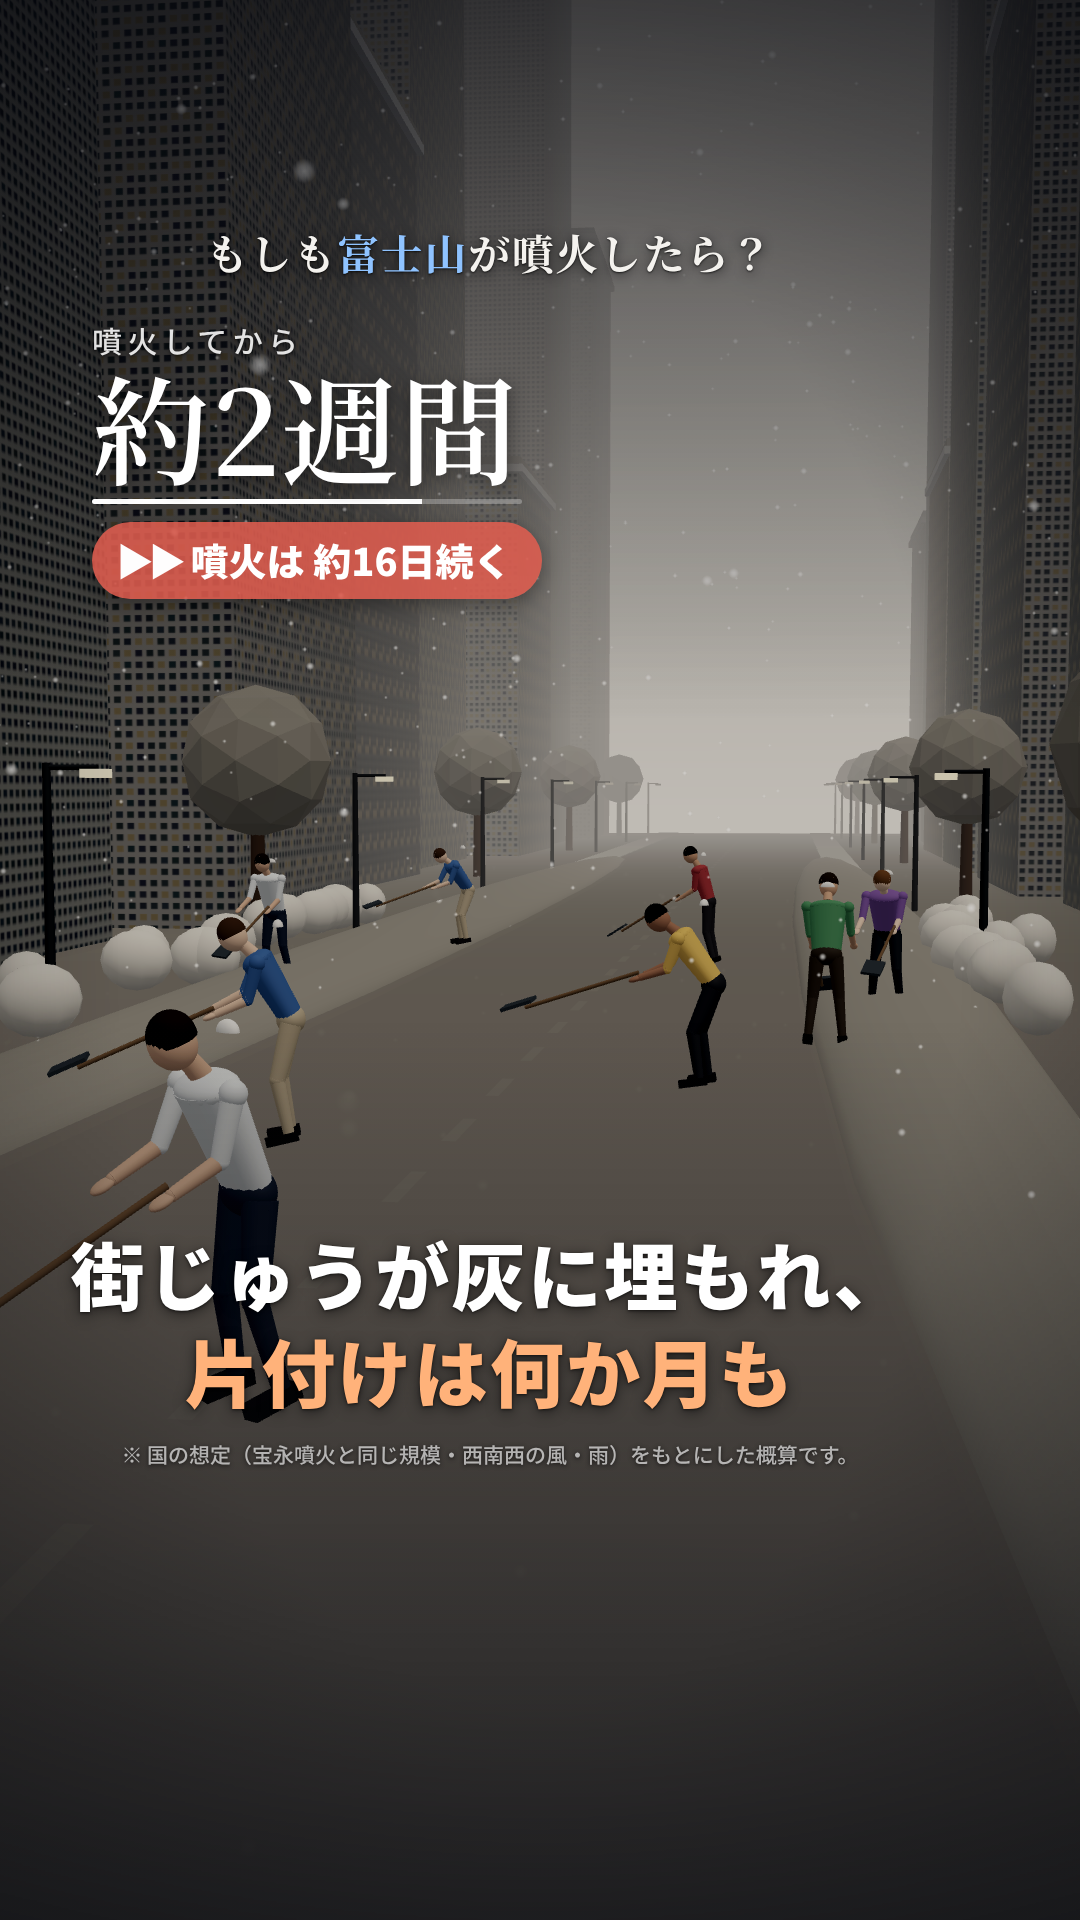 もしも富士山が噴火したら？
噴火してから
約2週間
▶▶噴火は 約16日続く
街じゅうが灰に埋もれ、
片付けは何か月も
※ 国の想定（宝永噴火と同じ規模・西南西の風・雨）をもとにした概算です。